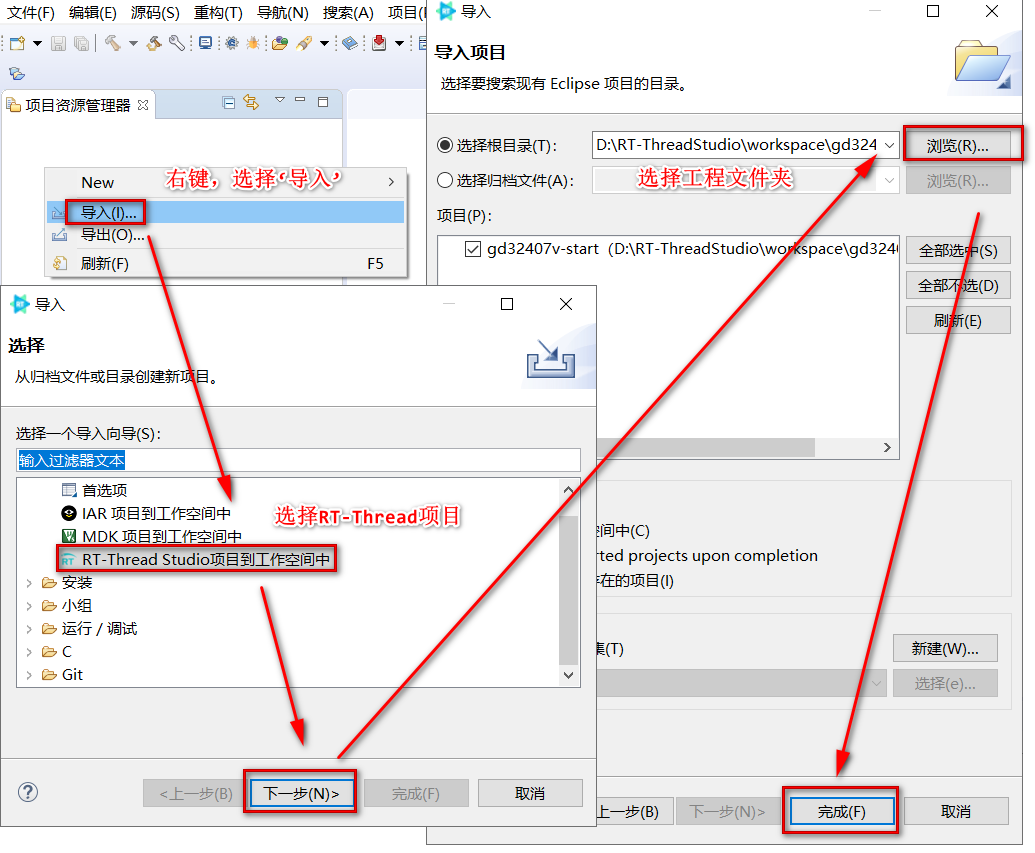 文件(F) 编辑(E) 源码(S) 重构(T) 导航(N) 搜索(A) 项目(
项目资源管理器
New
右键，选择‘导入’
导入(I)...
导出(O)...
刷新(F) F5
导入
选择
从归档文件或目录创建新项目。
选择一个导入向导(S):
输入过滤器文本
首选项
IAR 项目到工作空间中
MDK 项目到工作空间中
选择RT-Thread项目
RT-Thread Studio项目到工作空间中
安装
小组
运行 / 调试
C
Git
<上一步(B) 下一步(N)> 完成(F) 取消
导入
导入项目
选择要搜索现有 Eclipse 项目的目录。
选择根目录(T): D:\RT-ThreadStudio\workspace\gd324 浏览(R)...
选择归档文件(A): 选择工程文件夹 浏览(R)...
项目(P):
gd32407v-start（D:\RT-ThreadStudio\workspace\gd3240
全部选中(S)
全部不选(D)
刷新(E)
空间中(C)
rted projects upon completion
存在的项目(I)
集(T) 新建(W)...
选择(e)...
上一步(B) 下一步(N)> 完成(F) 取消